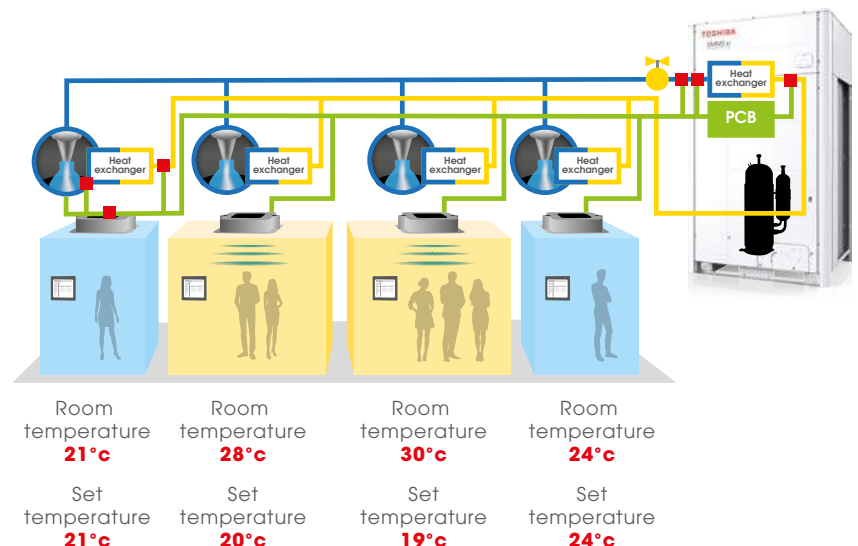 TOSHIBA
Heat
exchanger
PCB
Heat
exchanger
Heat
exchanger
Heat
exchanger
Heat
exchanger
Room
temperature
21°c
Room
temperature
28°c
Room
temperature
30°c
Room
temperature
24°c
Set
temperature
21°c
Set
temperature
20°c
Set
temperature
19°c
Set
temperature
24°c